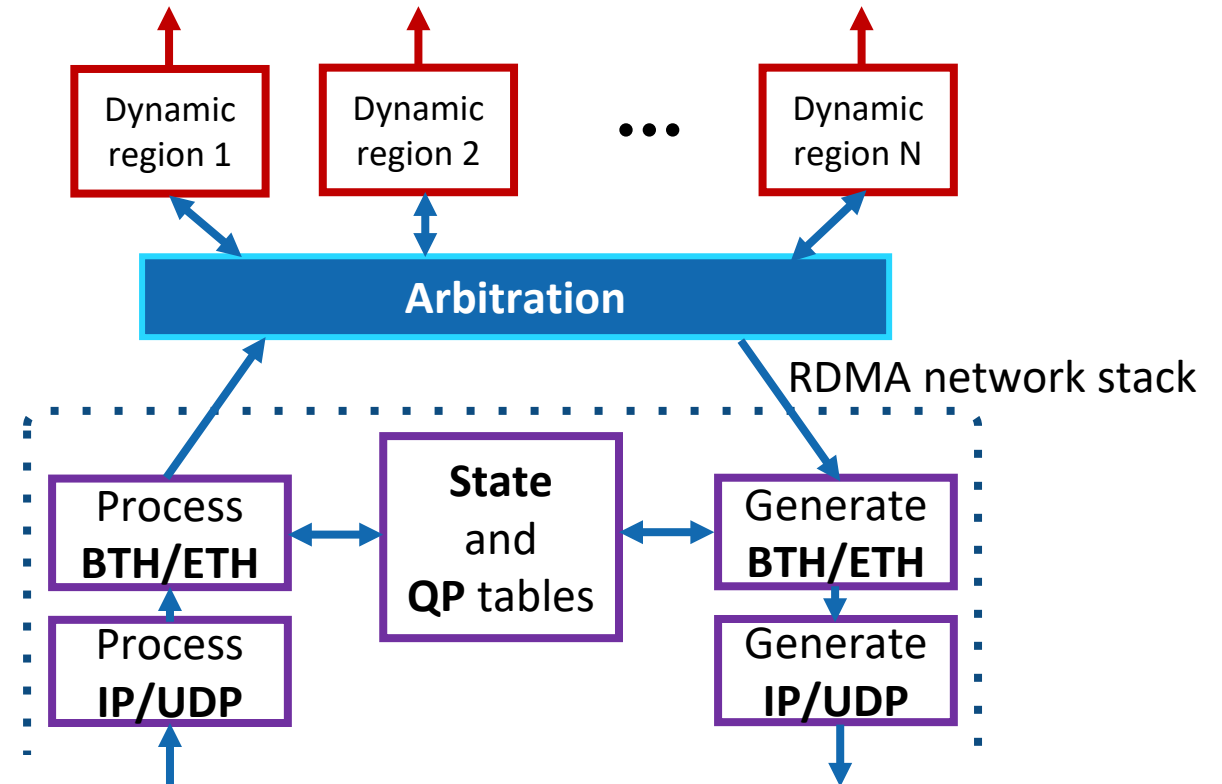 Dynamic
region 1
Dynamic
region 2
•••
Dynamic
region N
Arbitration
RDMA network stack
Process
BTH/ETH
State
and
QP tables
Generate
BTH/ETH
Process
IP/UDP
Generate
IP/UDP